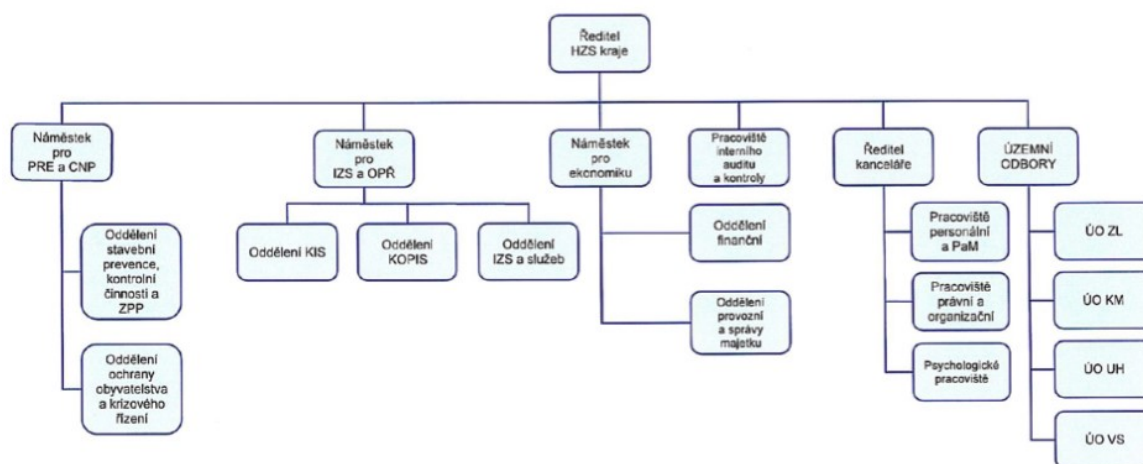 Ředitel
HZS kraje
Náměstek
pro
PRE a CNP
Náměstek
pro
IZS a OPŘ
Náměstek
pro
ekonomiku
Pracoviště
interního
auditu
a kontroly
Ředitel
kanceláře
ÚZEMNÍ
ODBORY
Oddělení
stavební
prevence,
kontrolní
činnosti a
ZPP
Oddělení
ochrany
obyvatelstva
a krizového
řízení
Oddělení KIS
Oddělení
KOPIS
Oddělení
IZS a služeb
Oddělení
finanční
Oddělení
provozní
a správy
majetku
Pracoviště
personální
a PaM
Pracoviště
právní a
organizační
Psychologické
pracoviště
ÚO ZL
ÚO KM
ÚO UH
ÚO VS